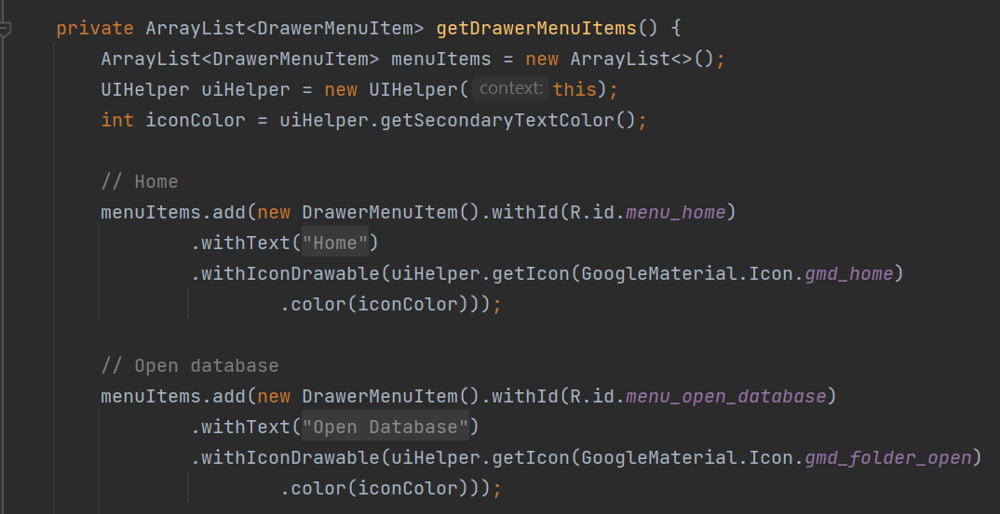 private ArrayList<DrawerMenuItem> getDrawerMenuItems() {
ArrayList<DrawerMenuItem> menuItems = new ArrayList<>();
UIHelper uiHelper = new UIHelper( context: this);
int iconColor = uiHelper.getSecondaryTextColor();
// Home
menuItems.add(new DrawerMenuItem().withId(R.id.menu_home)
.withText("Home")
.withIconDrawable(uiHelper.getIcon(GoogleMaterial.Icon.gmd_home)
.color(iconColor)));
// Open database
menuItems.add(new DrawerMenuItem().withId(R.id.menu_open_database)
.withText("Open Database")
.withIconDrawable(uiHelper.getIcon(GoogleMaterial.Icon.gmd_folder_open)
.color(iconColor)));